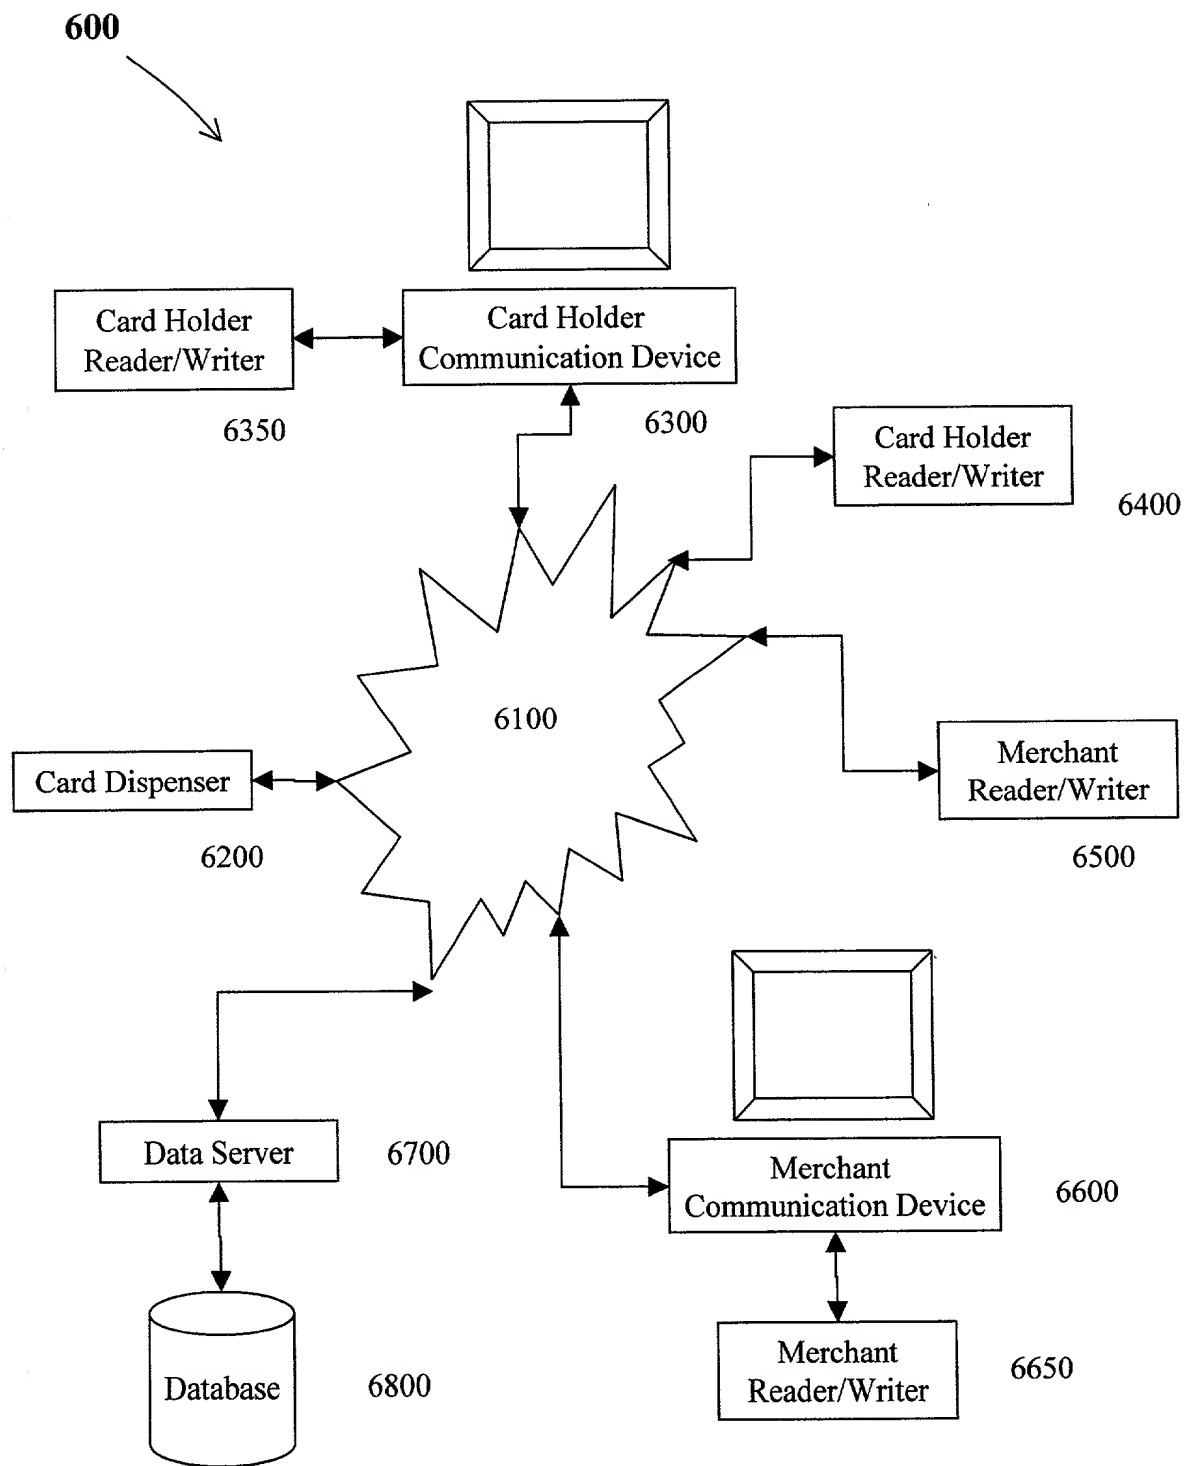 600
Card Holder
Reader/Writer
6350
Card Holder
Communication Device
6300
Card Holder
Reader/Writer
6400
6100
Card Dispenser
6200
Merchant
Reader/Writer
6500
Data Server
6700
Merchant
Communication Device
6600
Database
6800
Merchant
Reader/Writer
6650